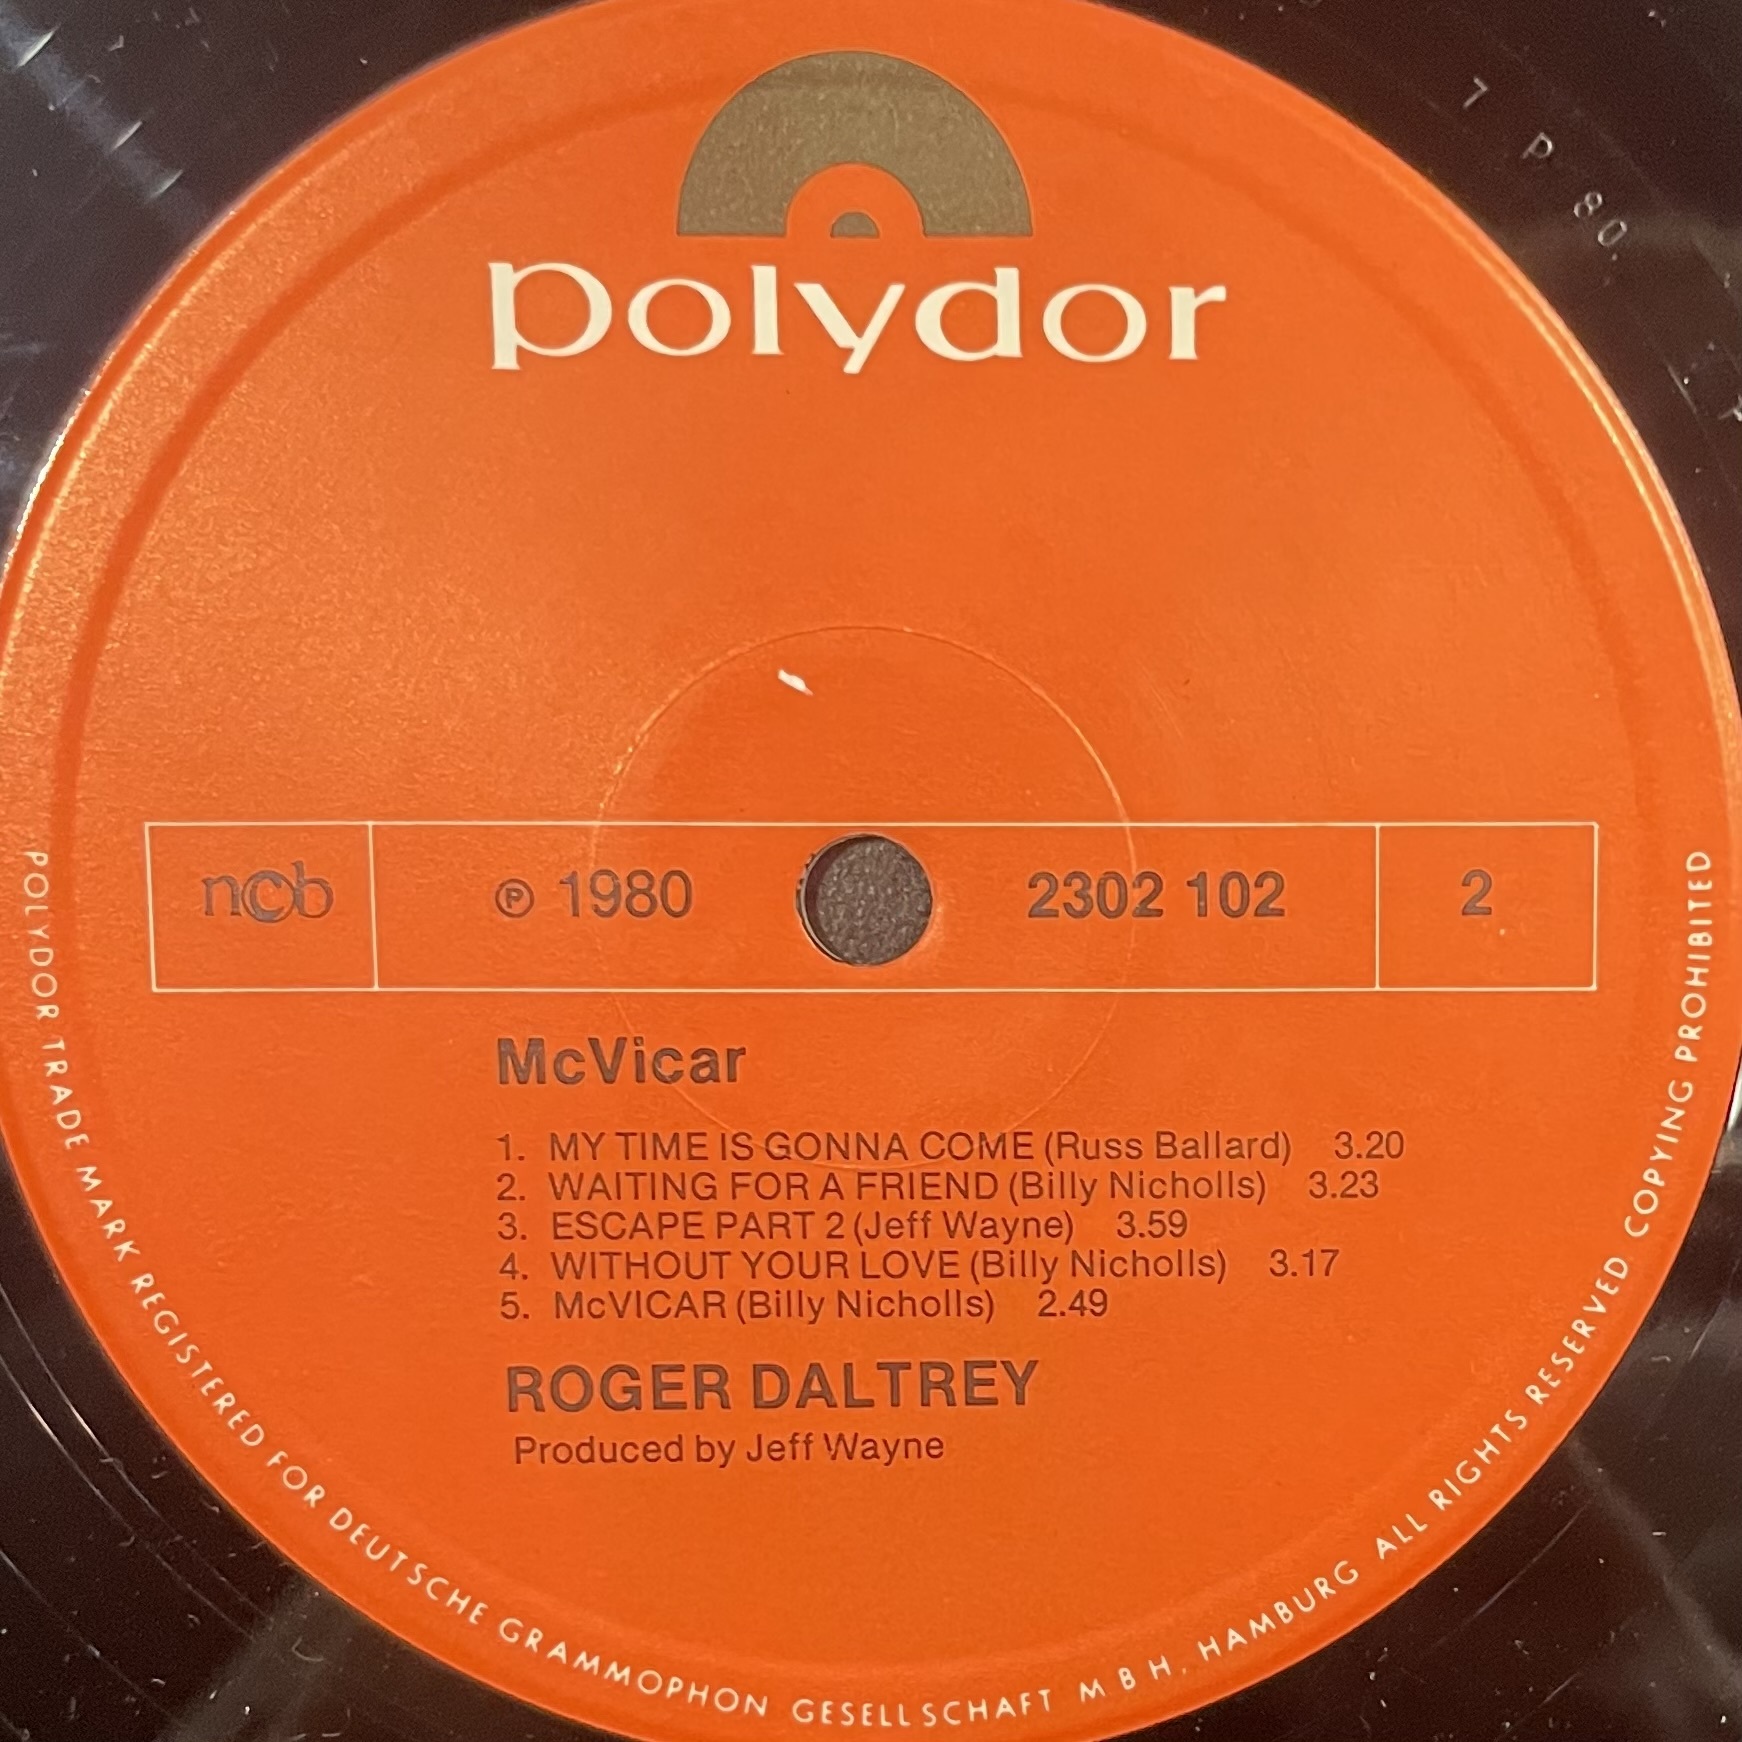 7 P 80
polydor
ncb
℗ 1980
2302 102
2
McVicar
1. MY TIME IS GONNA COME (Russ Ballard) 3.20
2. WAITING FOR A FRIEND (Billy Nicholls) 3.23
3. ESCAPE PART 2 (Jeff Wayne) 3.59
4. WITHOUT YOUR LOVE (Billy Nicholls) 3.17
5. McVICAR (Billy Nicholls) 2.49
ROGER DALTREY
Produced by Jeff Wayne
POLYDOR TRADE MARK REGISTERED FOR DEUTSCHE GRAMMOPHON GESELLSCHAFT M B H, HAMBURG ALL RIGHTS RESERVED COPYING PROHIBITED